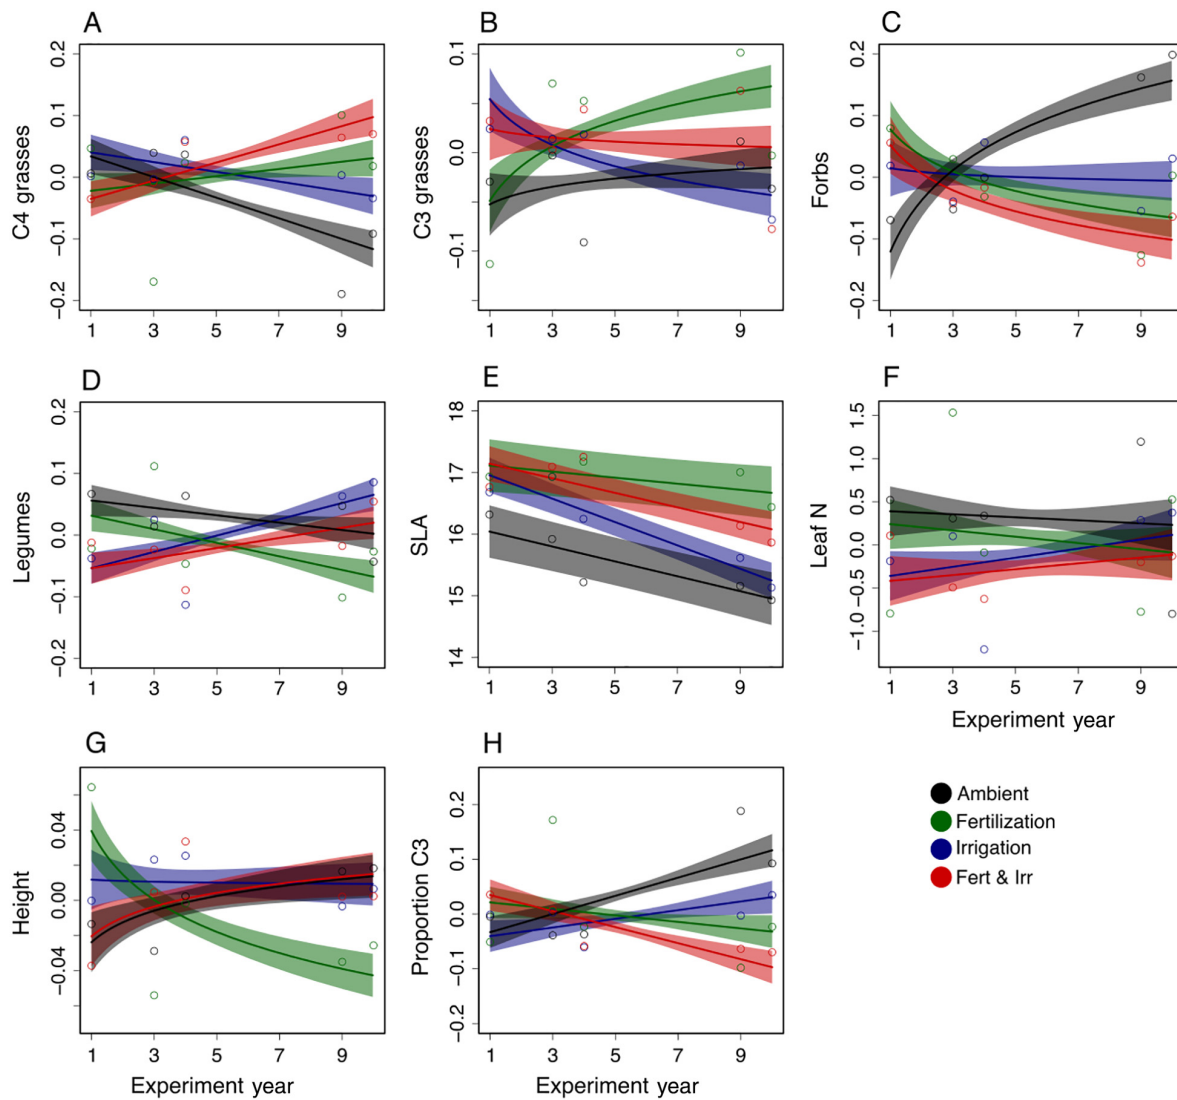 A
C4 grasses
0.2
0.1
0.0
−0.1
−0.2
1 3 5 7 9
B
C3 grasses
0.1
0.0
−0.1
1 3 5 7 9
C
Forbs
0.2
0.1
0.0
−0.1
−0.2
1 3 5 7 9
D
Legumes
0.2
0.1
0.0
−0.1
−0.2
1 3 5 7 9
E
SLA
18
17
16
15
14
1 3 5 7 9
F
Leaf N
1.5
1.0
0.5
0.0
−0.5
−1.0
1 3 5 7 9
Experiment year
G
Height
0.04
0.00
−0.04
1 3 5 7 9
Experiment year
H
Proportion C3
0.2
0.1
0.0
−0.1
−0.2
1 3 5 7 9
Experiment year
Ambient
Fertilization
Irrigation
Fert & Irr